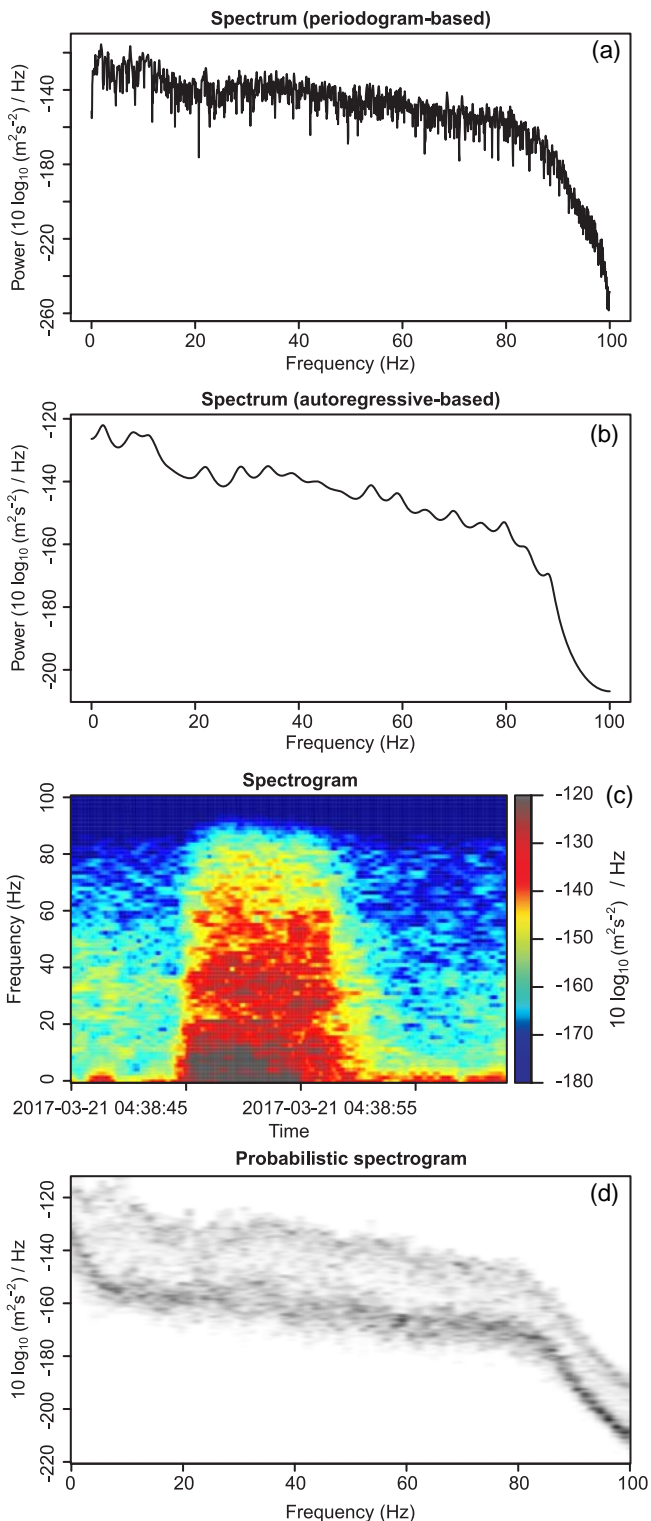 Spectrum (periodogram-based)
(a)
Power (10 log₁₀ (m²s⁻²) / Hz)
-140
-180
-220
-260
0 20 40 60 80 100
Frequency (Hz)
Spectrum (autoregressive-based)
(b)
Power (10 log₁₀ (m²s⁻²) / Hz)
-120
-140
-160
-200
0 20 40 60 80 100
Frequency (Hz)
Spectrogram
(c)
Frequency (Hz)
100
80
60
40
20
0
2017-03-21 04:38:45 2017-03-21 04:38:55
Time
-120
-130
-140
-150
-160
-170
-180
10 log₁₀ (m²s⁻²) / Hz
Probabilistic spectrogram
(d)
10 log₁₀ (m²s⁻²) / Hz
-120
-140
-160
-180
-200
-220
0 20 40 60 80 100
Frequency (Hz)